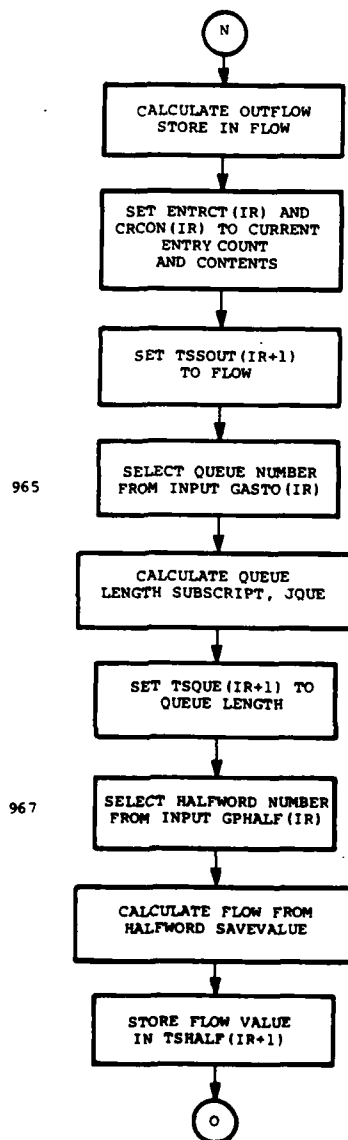 N
CALCULATE OUTFLOW
STORE IN FLOW
SET ENTRCT(IR) AND
CRCON(IR) TO CURRENT
ENTRY COUNT
AND CONTENTS
SET TSSOUT(IR+1)
TO FLOW
965
SELECT QUEUE NUMBER
FROM INPUT GASTO(IR)
CALCULATE QUEUE
LENGTH SUBSCRIPT, JQUE
SET TSQUE(IR+1) TO
QUEUE LENGTH
967
SELECT HALFWORD NUMBER
FROM INPUT GPHALF(IR)
CALCULATE FLOW FROM
HALFWORD SAVEVALUE
STORE FLOW VALUE
IN TSHALF(IR+1)
O